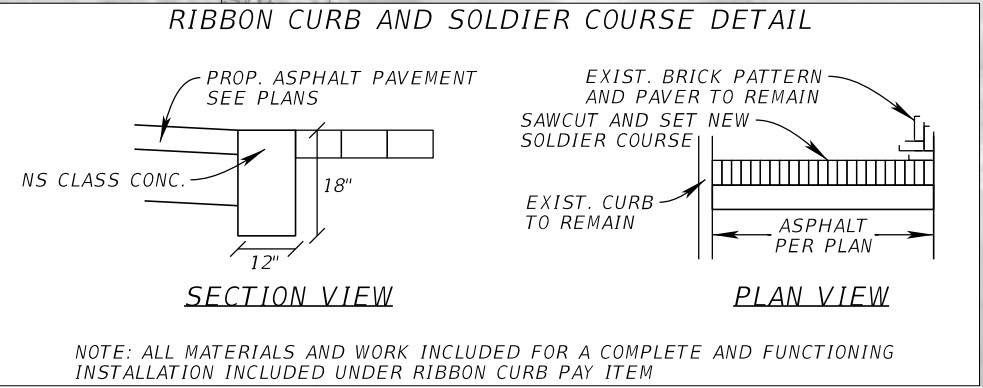 RIBBON CURB AND SOLDIER COURSE DETAIL
PROP. ASPHALT PAVEMENT
SEE PLANS
NS CLASS CONC.
18"
12"
SECTION VIEW
EXIST. BRICK PATTERN
AND PAVER TO REMAIN
SAWCUT AND SET NEW
SOLDIER COURSE
EXIST. CURB
TO REMAIN
ASPHALT
PER PLAN
PLAN VIEW
NOTE: ALL MATERIALS AND WORK INCLUDED FOR A COMPLETE AND FUNCTIONING
INSTALLATION INCLUDED UNDER RIBBON CURB PAY ITEM